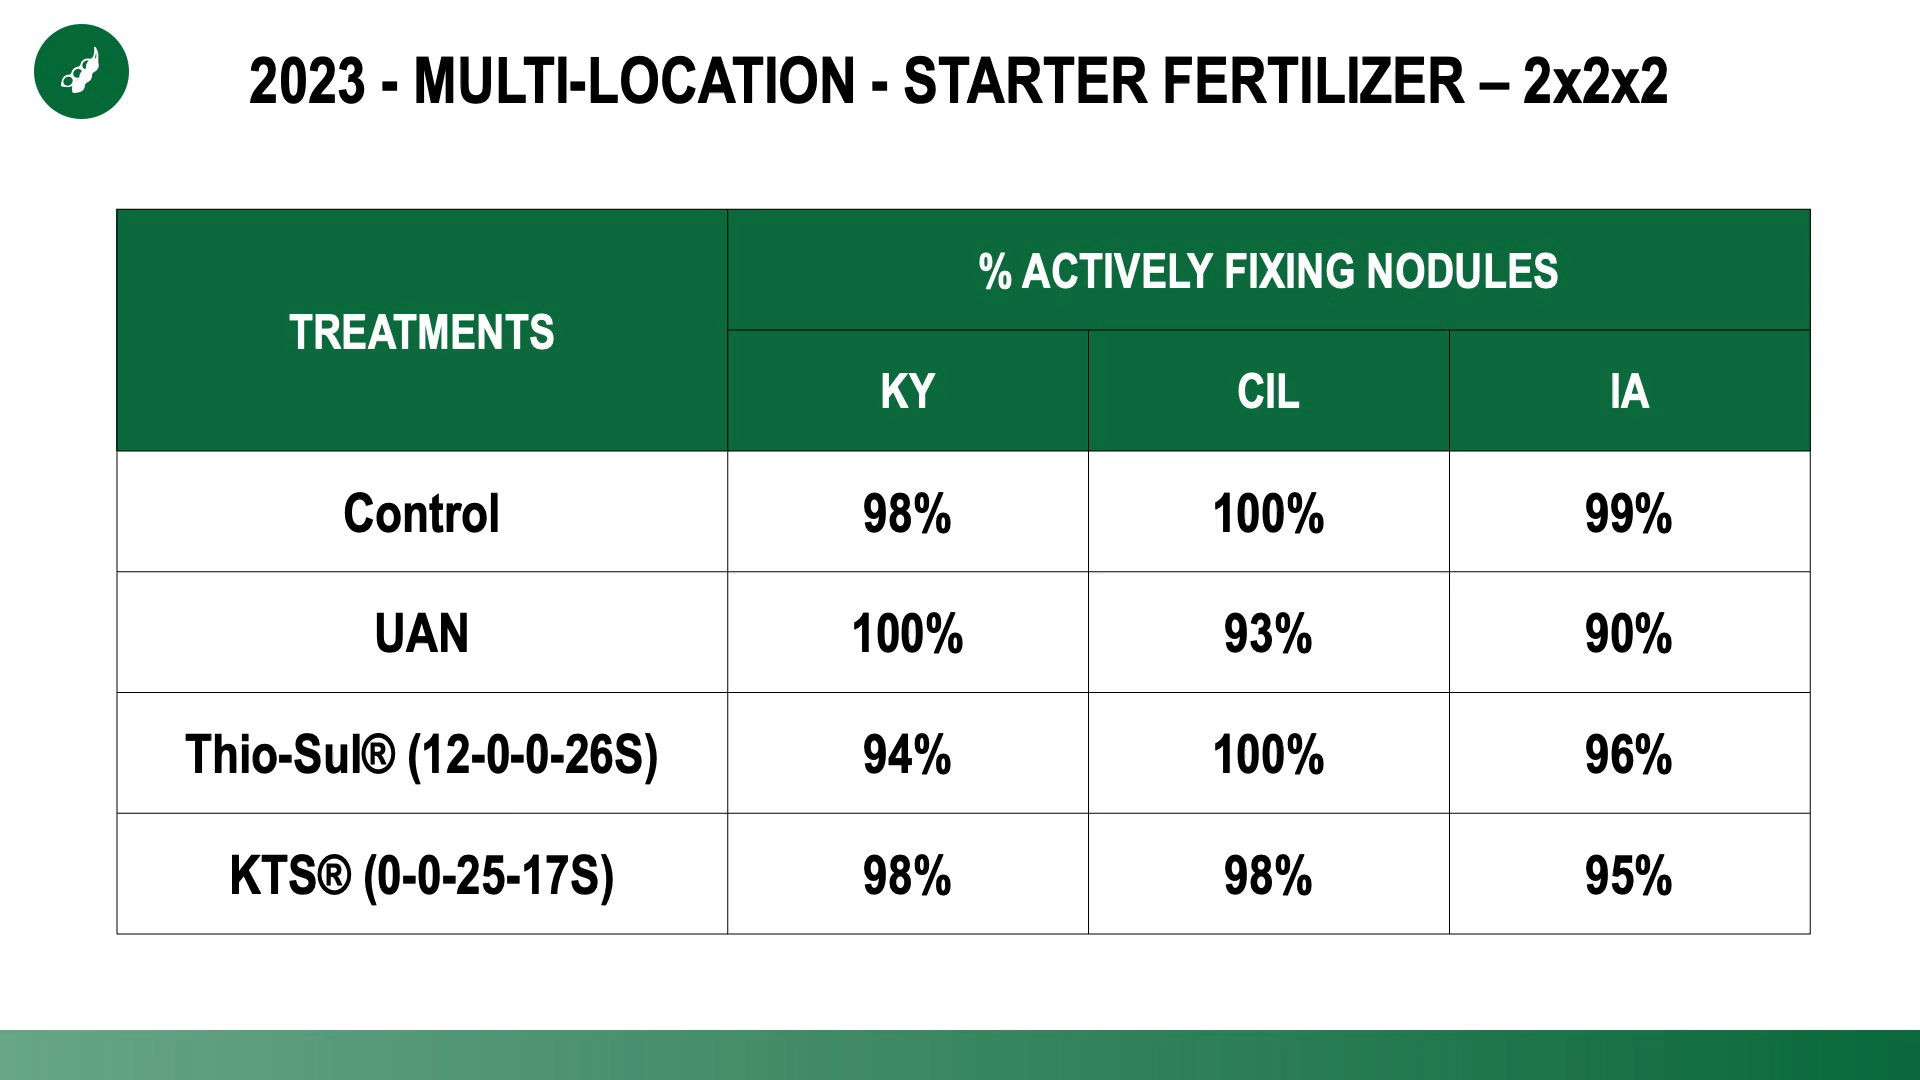 2023 - MULTI-LOCATION - STARTER FERTILIZER – 2x2x2
TREATMENTS
% ACTIVELY FIXING NODULES
KY CIL IA
Control 98% 100% 99%
UAN 100% 93% 90%
Thio-Sul® (12-0-0-26S) 94% 100% 96%
KTS® (0-0-25-17S) 98% 98% 95%